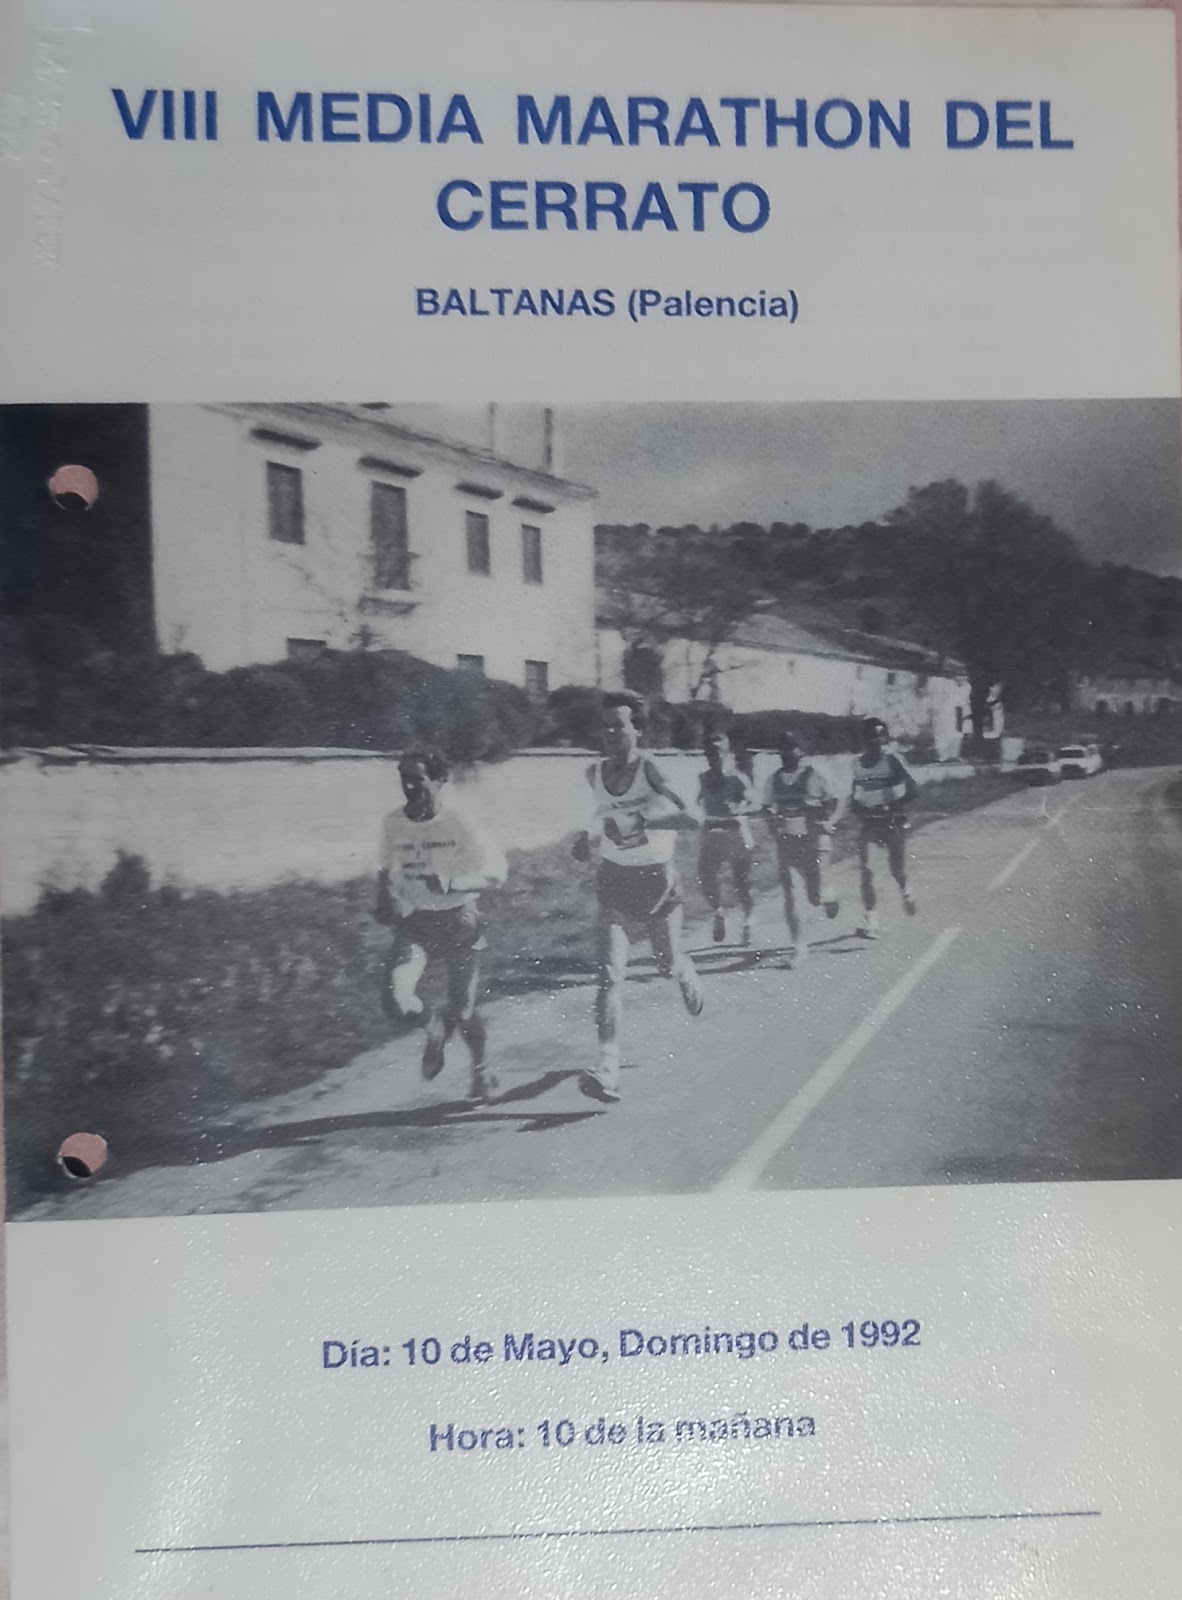 VIII MEDIA MARATHON DEL
CERRATO
BALTANAS (Palencia)
Día: 10 de Mayo, Domingo de 1992
Hora: 10 de la mañana